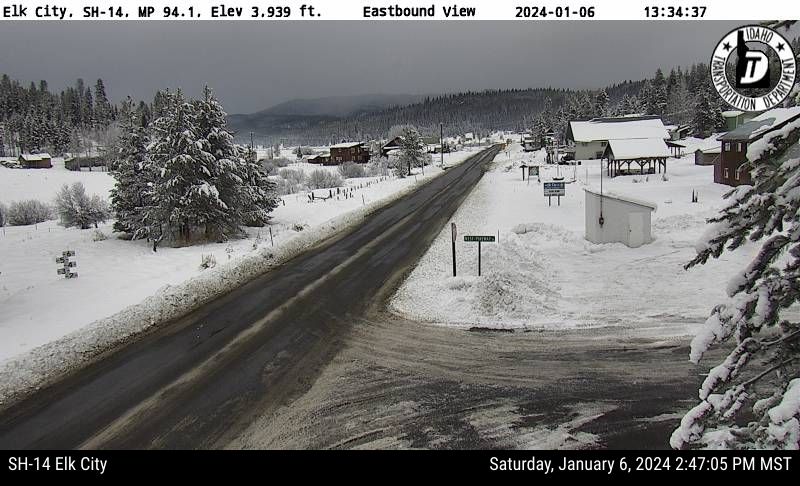 Elk City, SH-14, MP 94.1, Elev 3,939 ft. Eastbound View 2024-01-06 13:34:37
IDAHO
TRANSPORTATION DEPARTMENT
SH-14 Elk City
Saturday, January 6, 2024 2:47:05 PM MST